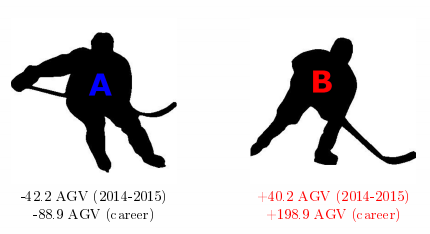 A
B
-42.2 AGV (2014-2015)
-88.9 AGV (career)
+40.2 AGV (2014-2015)
+198.9 AGV (career)